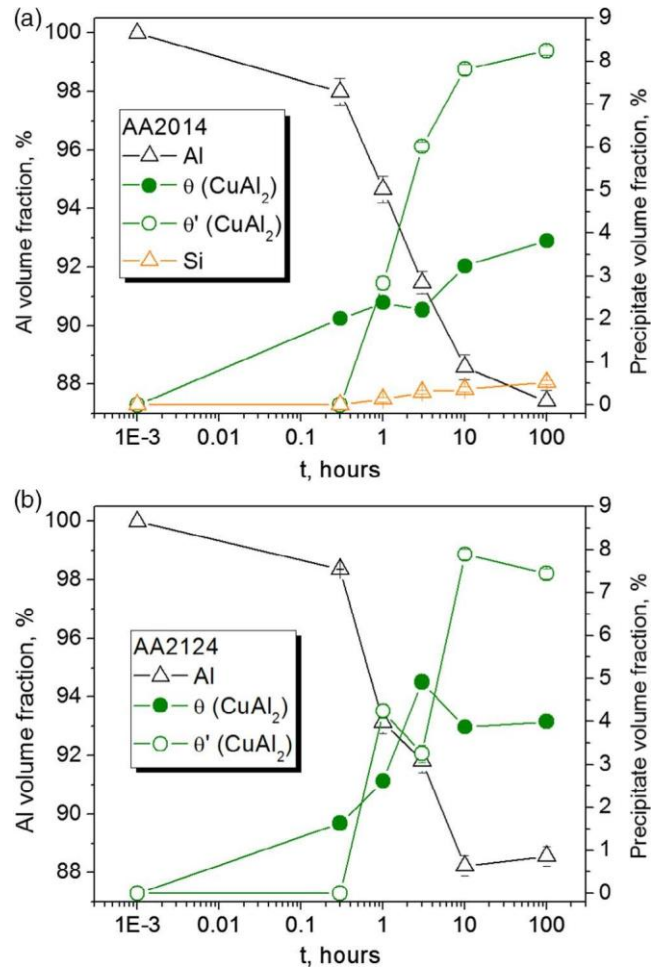 (a)
100
98
96
94
92
90
88
Al volume fraction, %
9
8
7
6
5
4
3
2
1
0
Precipitate volume fraction, %
AA2014
Al
θ (CuAl₂)
θ' (CuAl₂)
Si
1E-3 0.01 0.1 1 10 100
t, hours
(b)
100
98
96
94
92
90
88
Al volume fraction, %
9
8
7
6
5
4
3
2
1
0
Precipitate volume fraction, %
AA2124
Al
θ (CuAl₂)
θ' (CuAl₂)
1E-3 0.01 0.1 1 10 100
t, hours